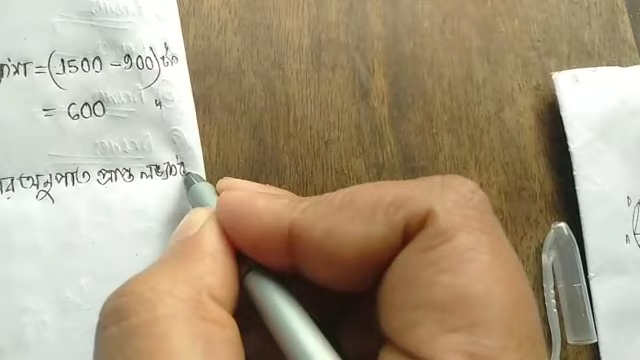 = (1500 - 900) টাকা
= 600 "
অনুপাতে প্রাপ্ত লভ্যাংশ
D
A